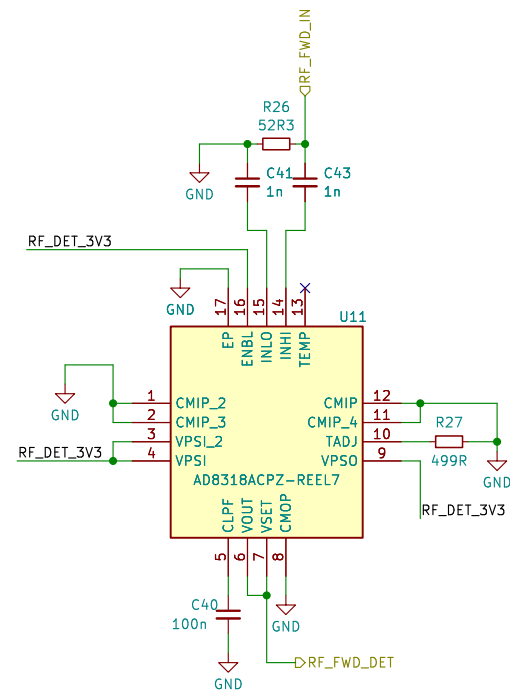 RF_FWD_IN
R26
52R3
C41
1n
C43
1n
GND
RF_DET_3V3
GND
17
16
15
14
13
U11
EP
ENBL
INLO
INHI
TEMP
GND
1
CMIP_2
CMIP
12
2
CMIP_3
CMIP_4
11
3
VPSI_2
TADJ
10
4
VPSI
VPSO
9
RF_DET_3V3
R27
499R
GND
AD8318ACPZ-REEL7
RF_DET_3V3
CLPF
VOUT
VSET
CMOP
5
6
7
8
C40
100n
GND
GND
RF_FWD_DET